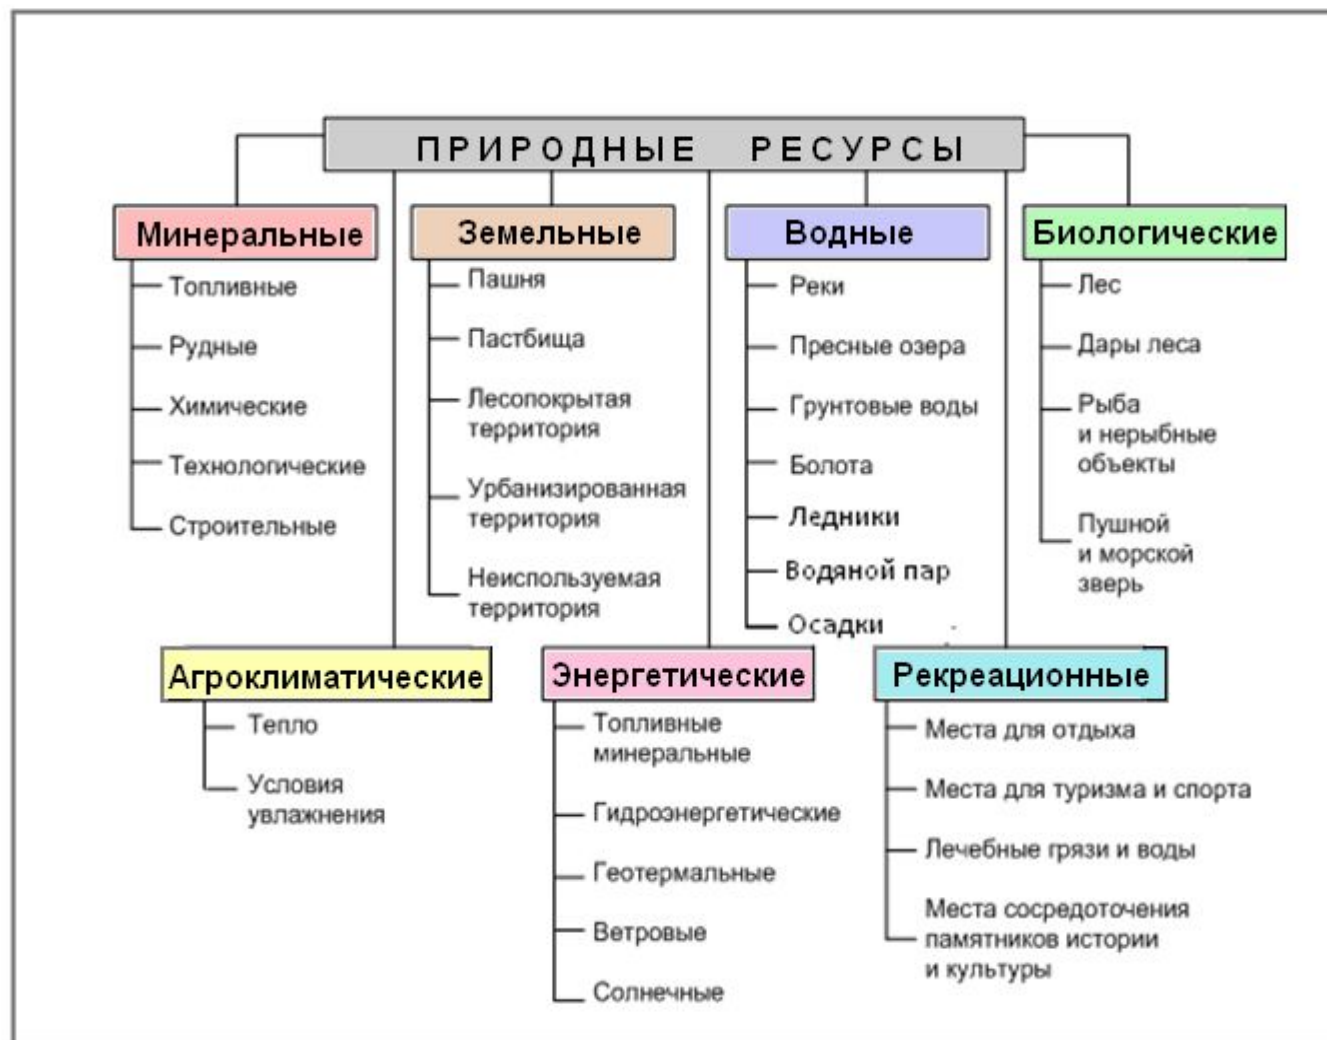 ПРИРОДНЫЕ РЕСУРСЫ
Минеральные
Топливные
Рудные
Химические
Технологические
Строительные
Земельные
Пашня
Пастбища
Лесопокрытая
территория
Урбанизированная
территория
Неиспользуемая
территория
Водные
Реки
Пресные озера
Грунтовые воды
Болота
Ледники
Водяной пар
Осадки
Биологические
Лес
Дары леса
Рыба
и нерыбные
объекты
Пушной
и морской
зверь
Агроклиматические
Тепло
Условия
увлажнения
Энергетические
Топливные
минеральные
Гидроэнергетические
Геотермальные
Ветровые
Солнечные
Рекреационные
Места для отдыха
Места для туризма и спорта
Лечебные грязи и воды
Места сосредоточения
памятников истории
и культуры